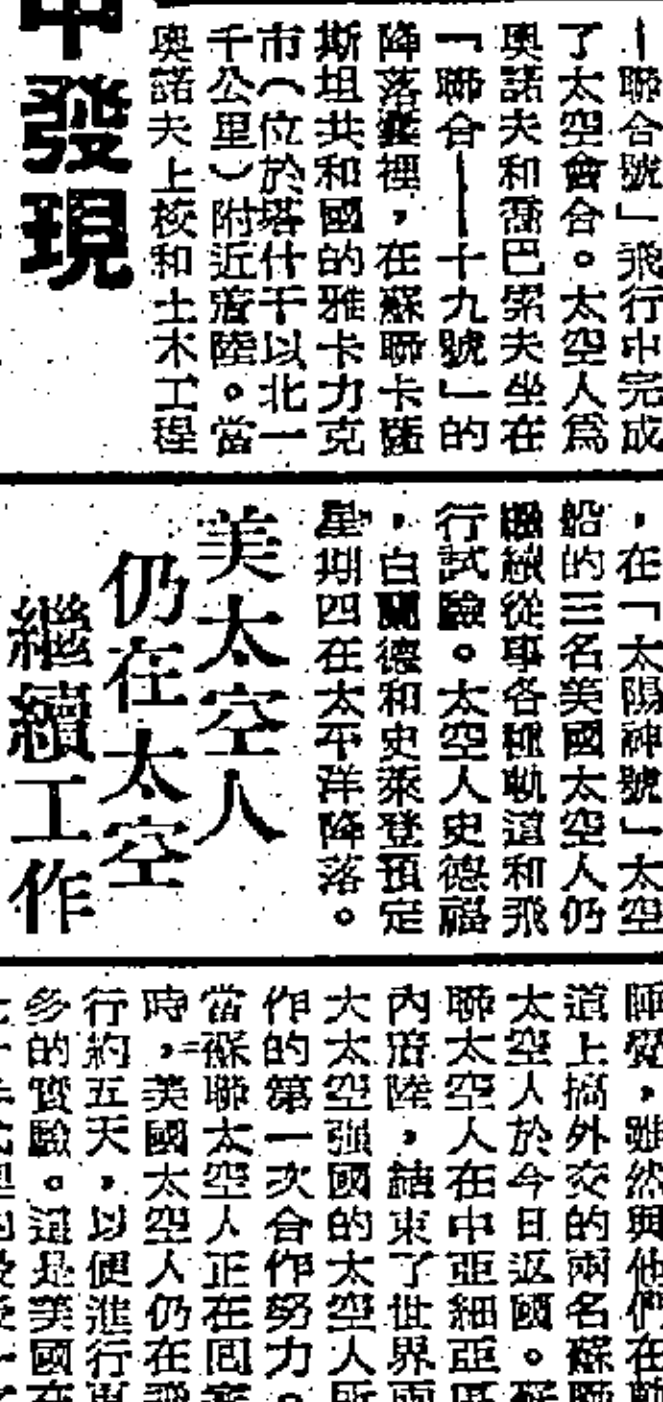 中發現
—聯合號」飛行中完成
了太空會合。太空人爲
奧諾夫和喬巴索夫坐在
「聯合——十九號」的
降落艙裡,在蘇聯卡薩
斯坦共和國的雅卡力克
市(位於塔什干以北一
千公里)附近着陸。當
奧諾夫上校和土木工程
,在「太陽神號」太空
船的三名美國太空人仍
繼續從事各種軌道和飛
行試驗。太空人史德福
,白蘭德和史萊登預定
星期四在太平洋降落。
美太空人
仍在太空
繼續工作
睡覺,雖然與他們在軌
道上搞外交的兩名蘇聯
太空人於今日返國。蘇
聯太空人在中亞細亞區
內着陸,結束了世界兩
大太空強國的太空人所
作的第一次合作努力。
當蘇聯太空人正在回家
時,美國太空人仍在飛
行約五天,以便進行更
多的實驗。這是美國在